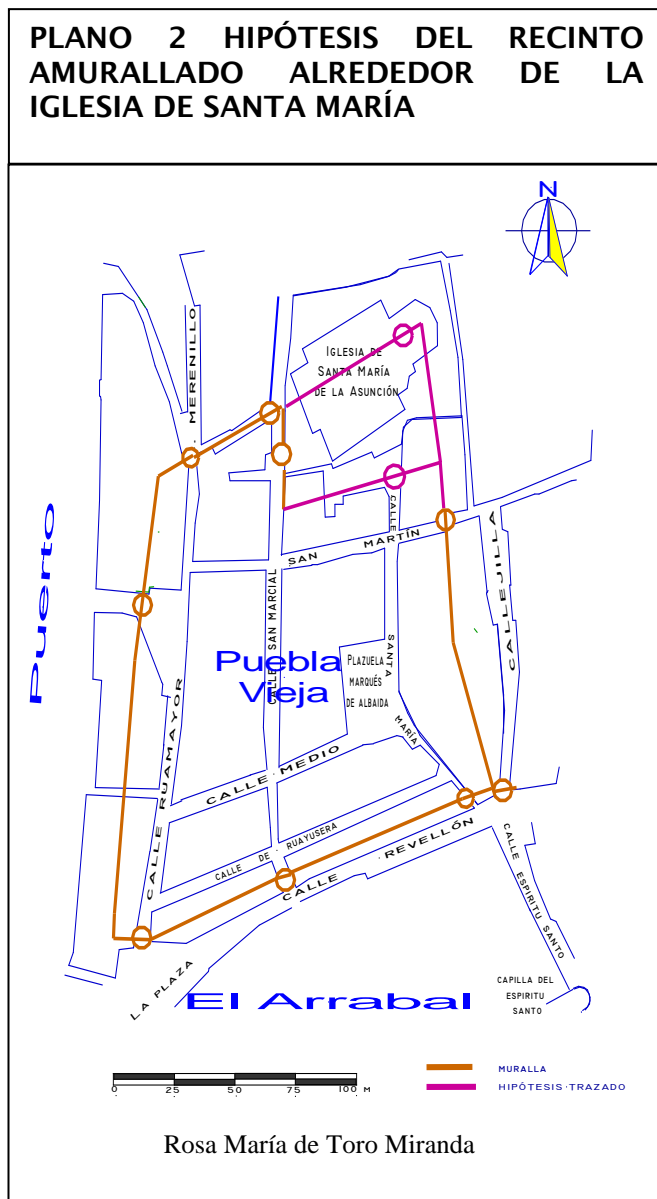 PLANO 2 HIPÓTESIS DEL RECINTO
AMURALLADO ALREDEDOR DE LA
IGLESIA DE SANTA MARÍA
N
MERENILLO
IGLESIA DE
SANTA MARÍA
DE LA ASUNCIÓN
Puerto
CALLE
SAN MARTÍN
CALLEJILLA
CALLE SAN MARCIAL
Puebla
Vieja
PLAZUELA
MARQUÉS
DE ALBAIDA
SANTA
MARÍA
CALLE RUAMAYOR
CALLE MEDIO
CALLE DE RUAYUSERA
CALLE REVELLÓN
CALLE ESPIRITU SANTO
LA PLAZA
El Arrabal
CAPILLA DEL
ESPIRITU
SANTO
0 25 50 75 100 M
MURALLA
HIPÓTESIS·TRAZADO
Rosa María de Toro Miranda